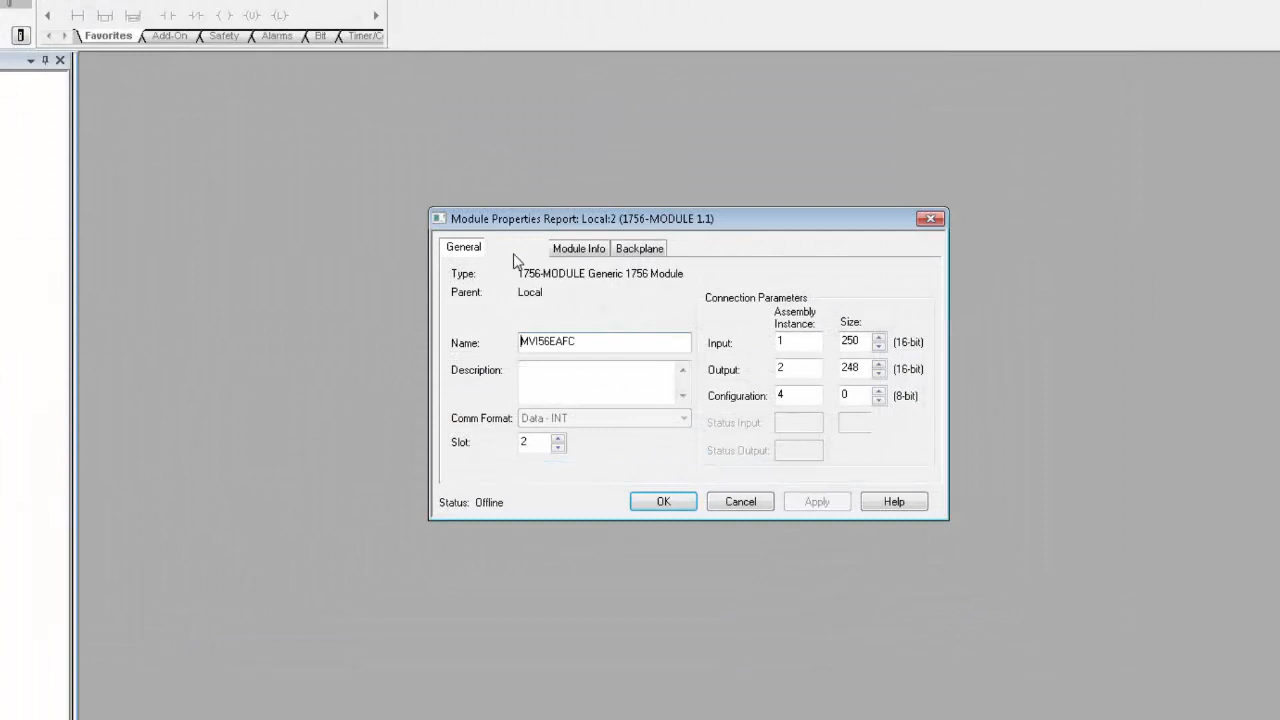 Favorites Add-On Safety Alarms Bit Timer/C
Module Properties Report: Local:2 (1756-MODULE 1.1)
General Module Info Backplane
Type: 1756-MODULE Generic 1756 Module
Parent: Local
Connection Parameters
Assembly
Instance: Size:
Name: MVI56EAFC Input: 1 250 (16-bit)
Description: Output: 2 248 (16-bit)
Configuration: 4 0 (8-bit)
Comm Format: Data - INT Status Input:
Slot: 2 Status Output:
Status: Offline OK Cancel Apply Help